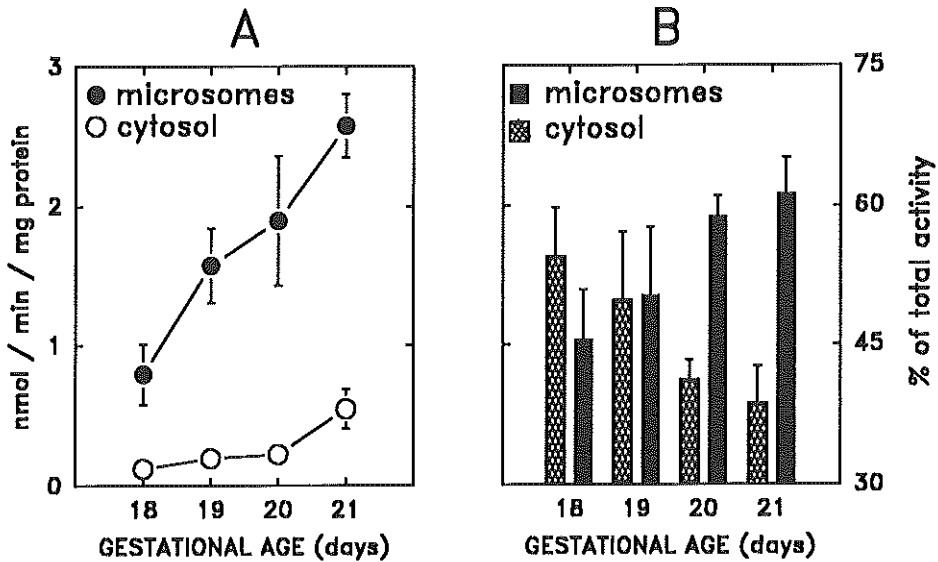 A
B
3
2
1
0
nmol / min / mg protein
microsomes
cytosol
18
19
20
21
GESTATIONAL AGE (days)
microsomes
cytosol
75
60
45
30
% of total activity
18
19
20
21
GESTATIONAL AGE (days)